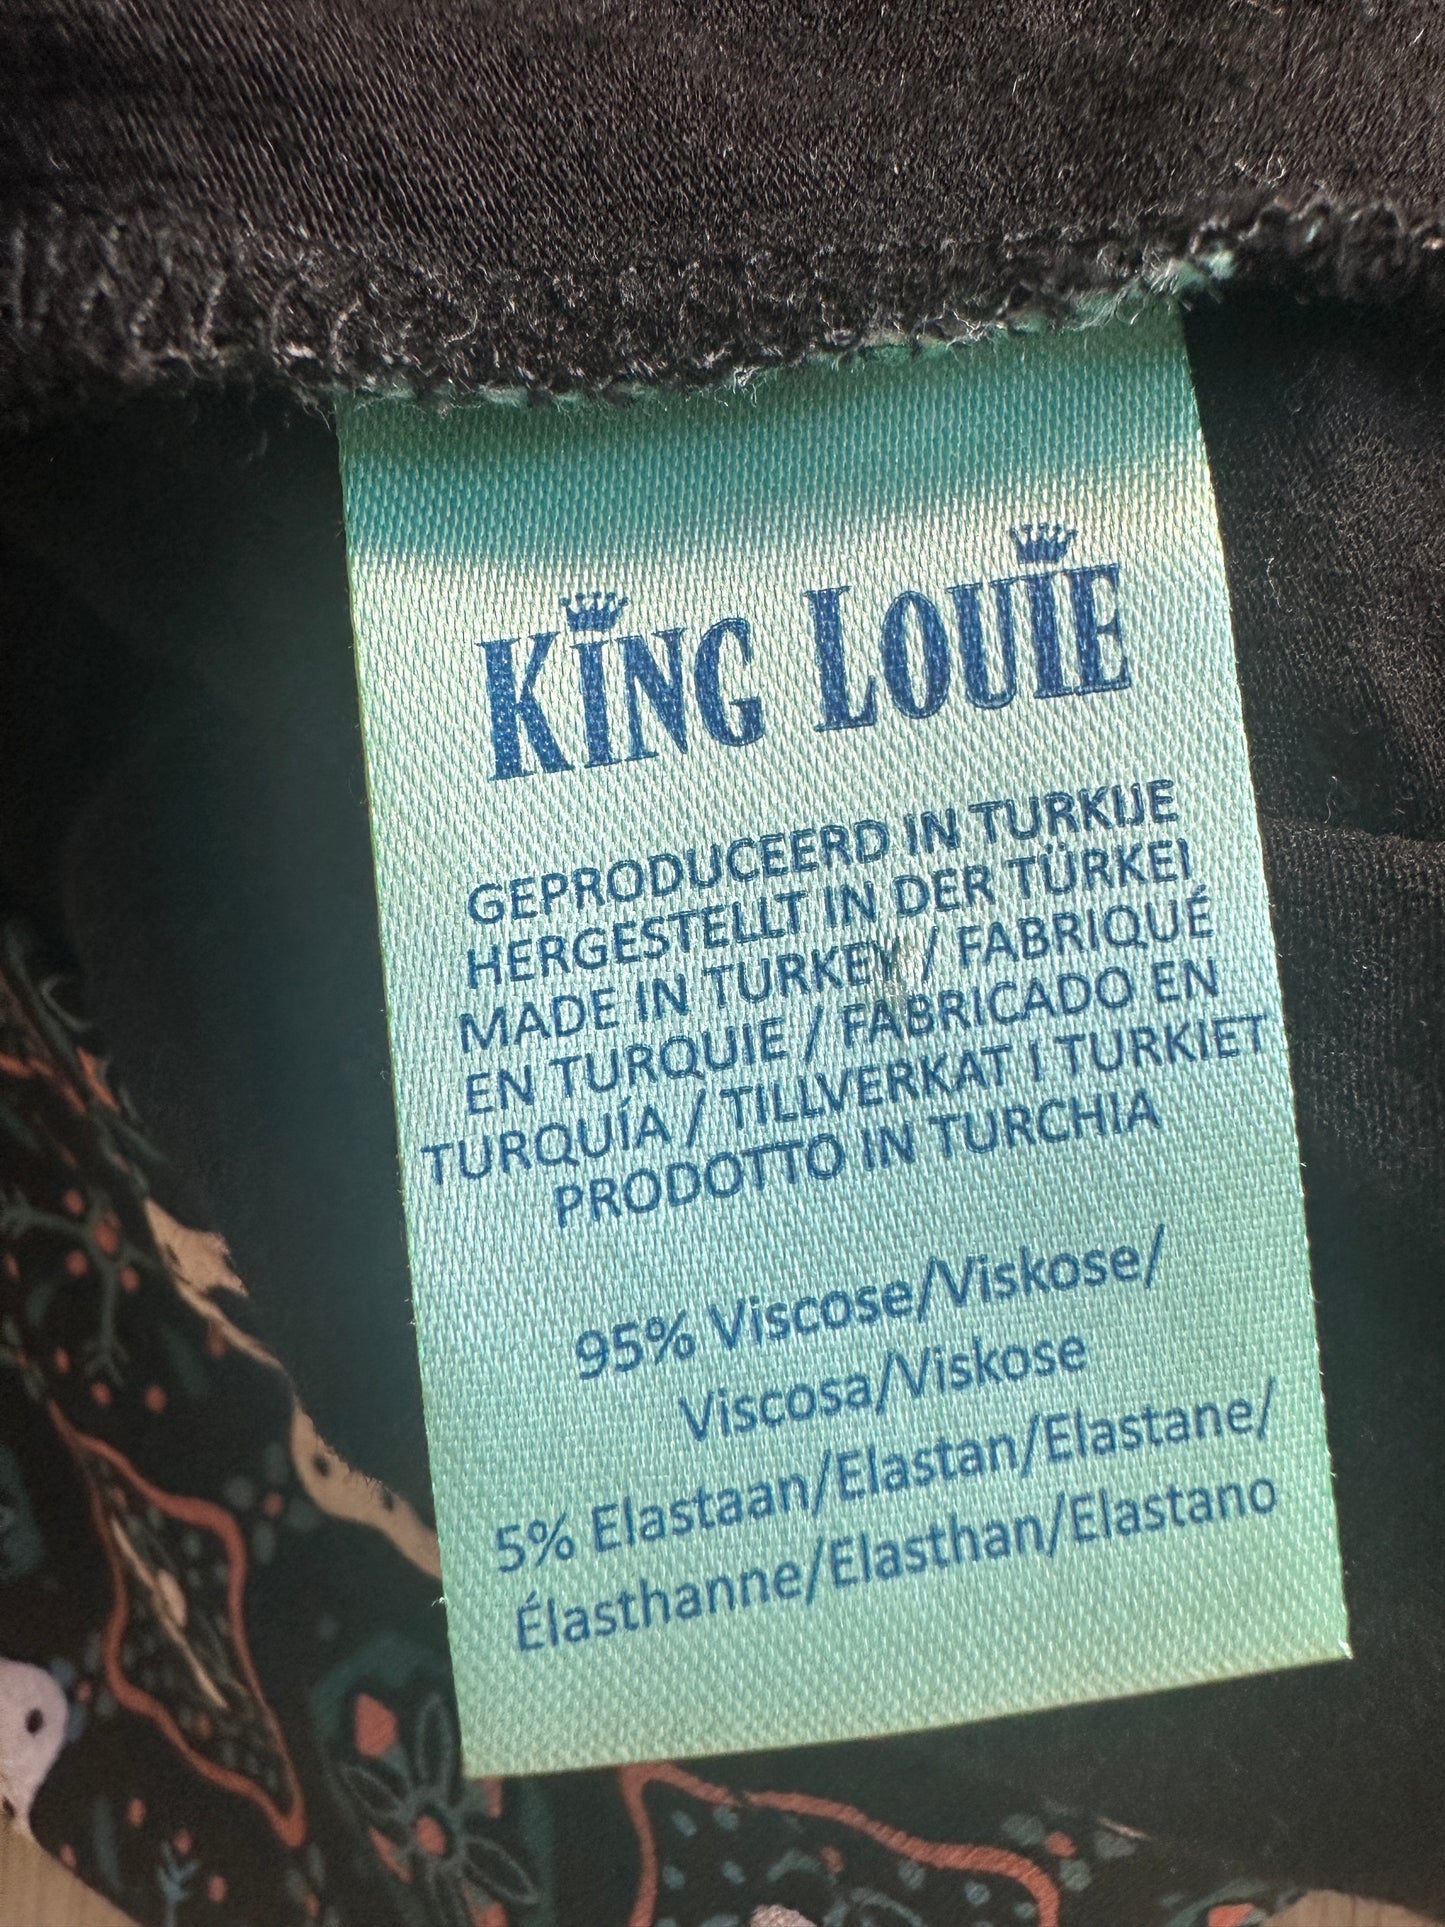 KING LOUIE
GEPRODUCEERD IN TURKIJE
HERGESTELLT IN DER TÜRKEI
MADE IN TURKEY / FABRIQUÉ
EN TURQUIE / FABRICADO EN
TURQUÍA / TILLVERKAT I TURKIET
PRODOTTO IN TURCHIA
95% Viscose/Viskose/
Viscosa/Viskose
5% Elastaan/Elastan/Elastane/
Élasthanne/Elasthan/Elastano